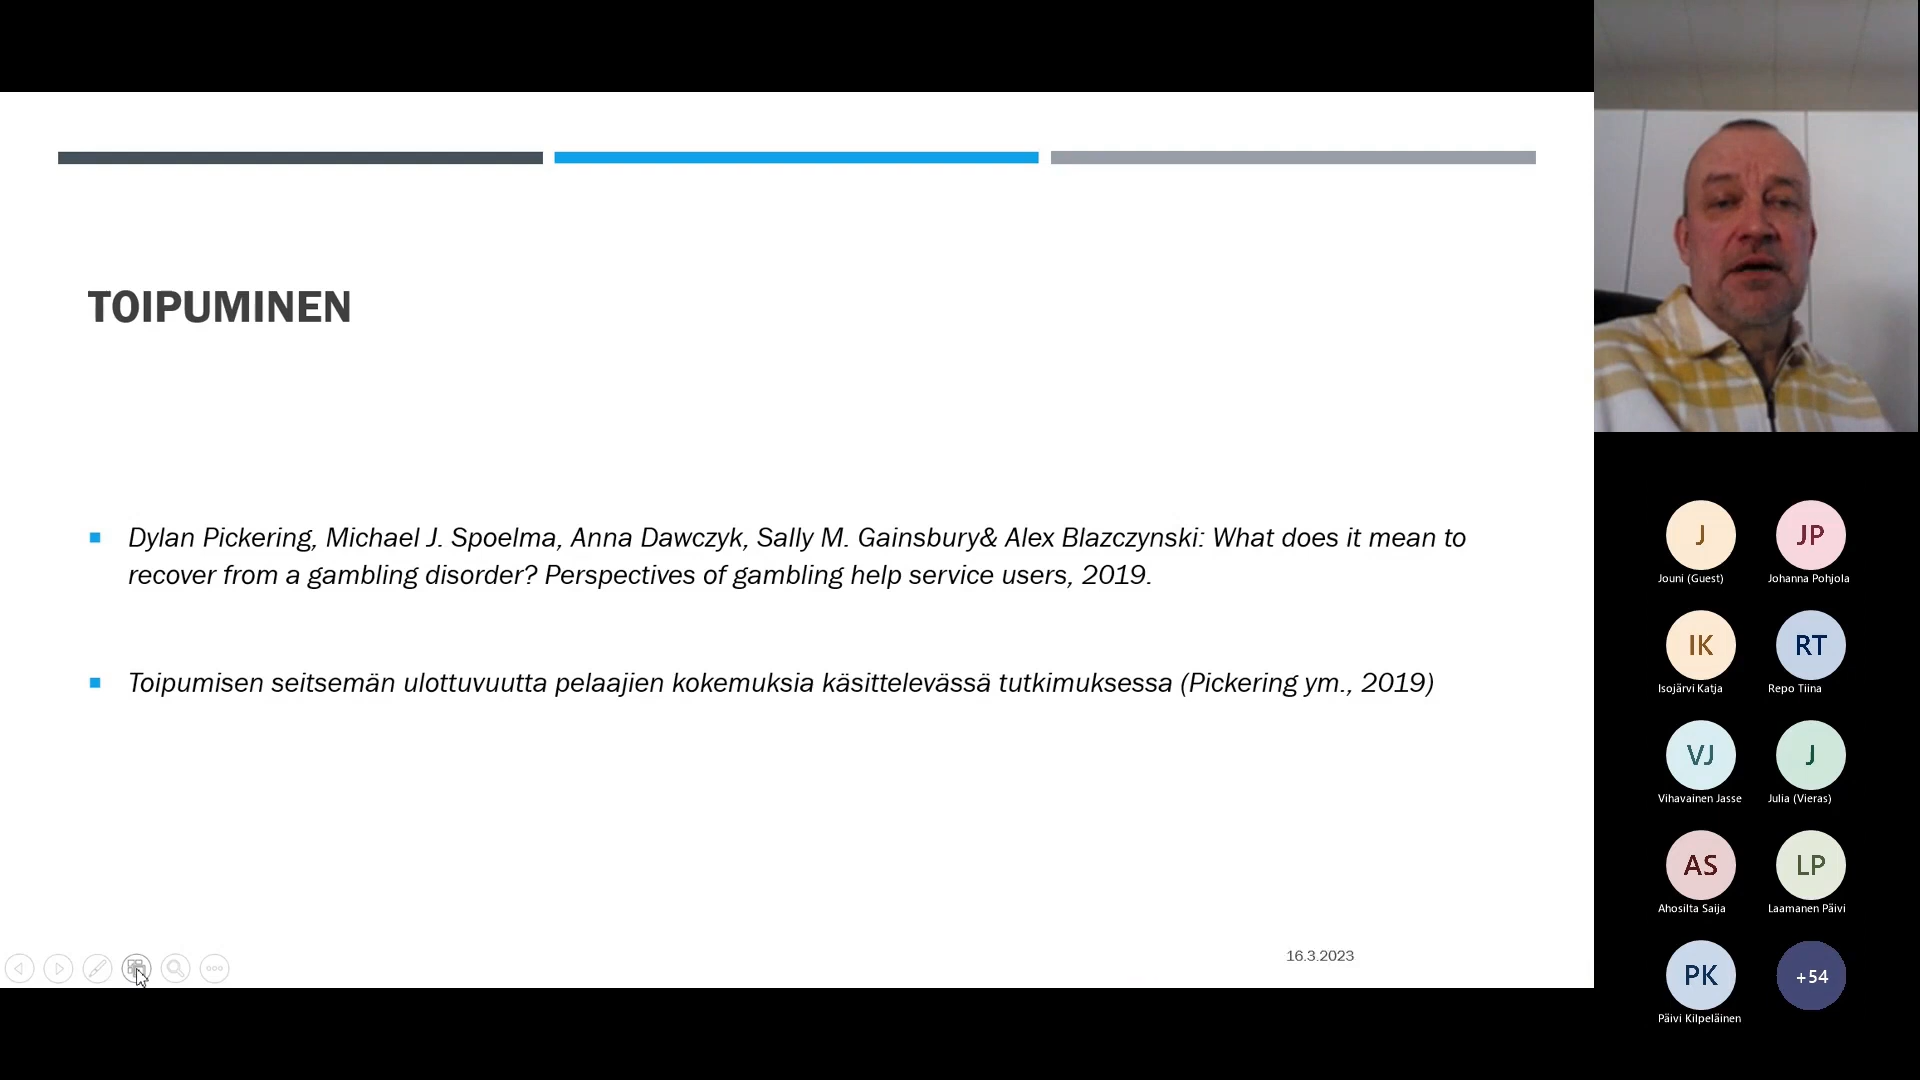 TOIPUMINEN
Dylan Pickering, Michael J. Spoelma, Anna Dawczyk, Sally M. Gainsbury& Alex Blazczynski: What does it mean to
recover from a gambling disorder? Perspectives of gambling help service users, 2019.
Toipumisen seitsemän ulottuvuutta pelaajien kokemuksia käsittelevässä tutkimuksessa (Pickering ym., 2019)
16.3.2023
J
JP
Jouni (Guest)
Johanna Pohjola
IK
RT
Isojärvi Katja
Repo Tiina
VJ
J
Vihavainen Jasse
Julia (Vieras)
AS
LP
Ahosilta Saija
Laamanen Päivi
PK
+54
Päivi Kilpeläinen